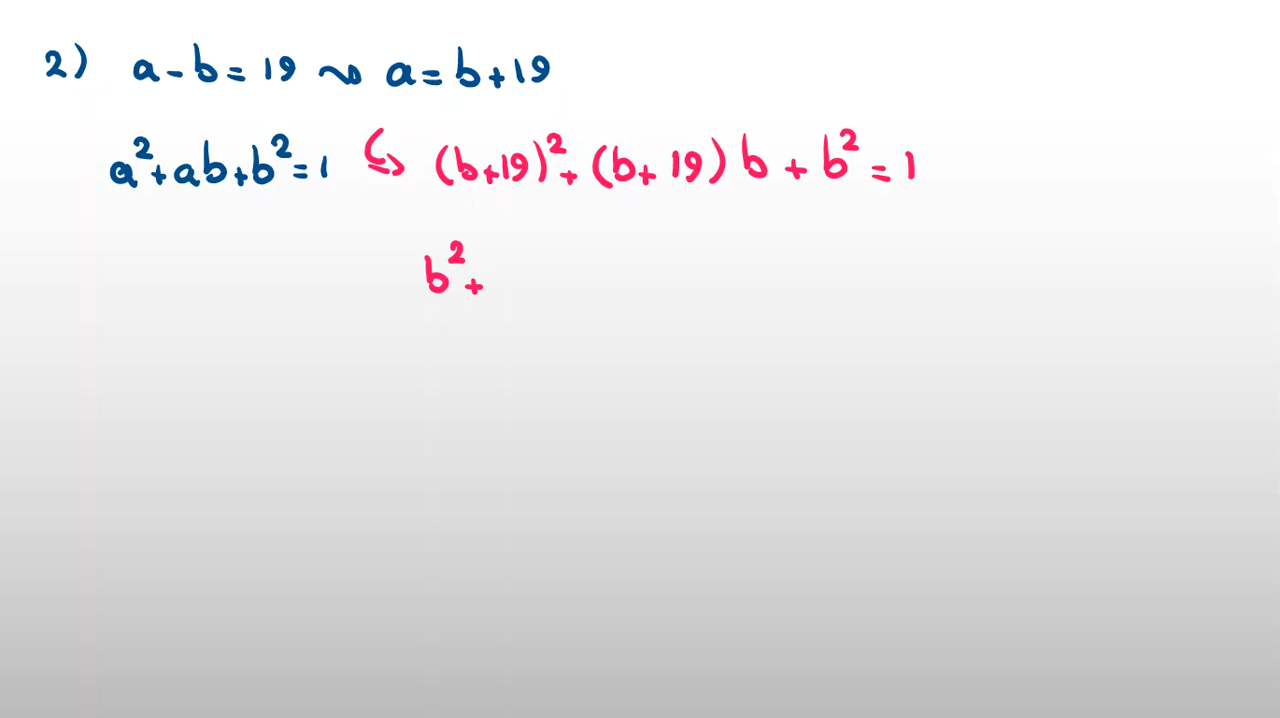 2) a - b = 19 ⤳ a = b + 19
a² + ab + b² = 1 ↪ (b + 19)² + (b + 19) b + b² = 1
b² +